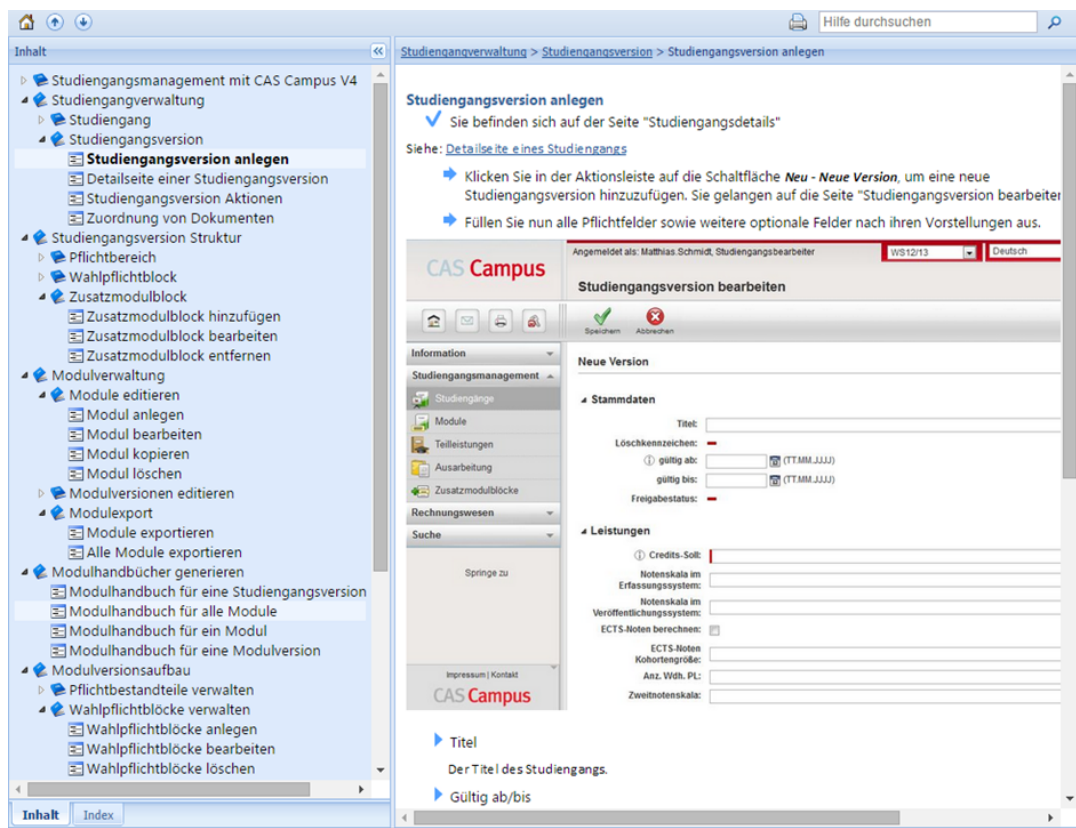 Hilfe durchsuchen
Inhalt
Studiengangsmanagement mit CAS Campus V4
Studiengangverwaltung
Studiengang
Studiengangsversion
Studiengangsversion anlegen
Detailseite einer Studiengangsversion
Studiengangsversion Aktionen
Zuordnung von Dokumenten
Studiengangsversion Struktur
Pflichtbereich
Wahlpflichtblock
Zusatzmodulblock
Zusatzmodulblock hinzufügen
Zusatzmodulblock bearbeiten
Zusatzmodulblock entfernen
Modulverwaltung
Module editieren
Modul anlegen
Modul bearbeiten
Modul kopieren
Modul löschen
Modulversionen editieren
Modulexport
Module exportieren
Alle Module exportieren
Modulhandbücher generieren
Modulhandbuch für eine Studiengangsversion
Modulhandbuch für alle Module
Modulhandbuch für ein Modul
Modulhandbuch für eine Modulversion
Modulversionsaufbau
Pflichtbestandteile verwalten
Wahlpflichtblöcke verwalten
Wahlpflichtblöcke anlegen
Wahlpflichtblöcke bearbeiten
Wahlpflichtblöcke löschen
Inhalt Index
Studiengangverwaltung > Studiengangsversion > Studiengangsversion anlegen
Studiengangsversion anlegen
Sie befinden sich auf der Seite "Studiengangsdetails"
Siehe: Detailseite eines Studiengangs
Klicken Sie in der Aktionsleiste auf die Schaltfläche Neu - Neue Version, um eine neue
Studiengangsversion hinzuzufügen. Sie gelangen auf die Seite "Studiengangsversion bearbeiter
Füllen Sie nun alle Pflichtfelder sowie weitere optionale Felder nach ihren Vorstellungen aus.
CAS Campus
Angemeldet als: Matthias Schmidt, Studiengangsbearbeiter WS12/13 Deutsch
Studiengangsversion bearbeiten
Speichern Abbrechen
Information
Studiengangsmanagement
Studiengänge
Module
Teilleistungen
Ausarbeitung
Zusatzmodulblöcke
Rechnungswesen
Suche
Springe zu
Impressum | Kontakt
CAS Campus
Neue Version
Stammdaten
Titel:
Löschkennzeichen:
gültig ab: (TT.MM.JJJJ)
gültig bis: (TT.MM.JJJJ)
Freigabestatus:
Leistungen
Credits-Soll:
Notenskala im
Erfassungssystem:
Notenskala im
Veröffentlichungssystem:
ECTS-Noten berechnen:
ECTS-Noten
Kohortengröße:
Anz. Wdh. PL:
Zweitnotenskala:
Titel
Der Titel des Studiengangs.
Gültig ab/bis